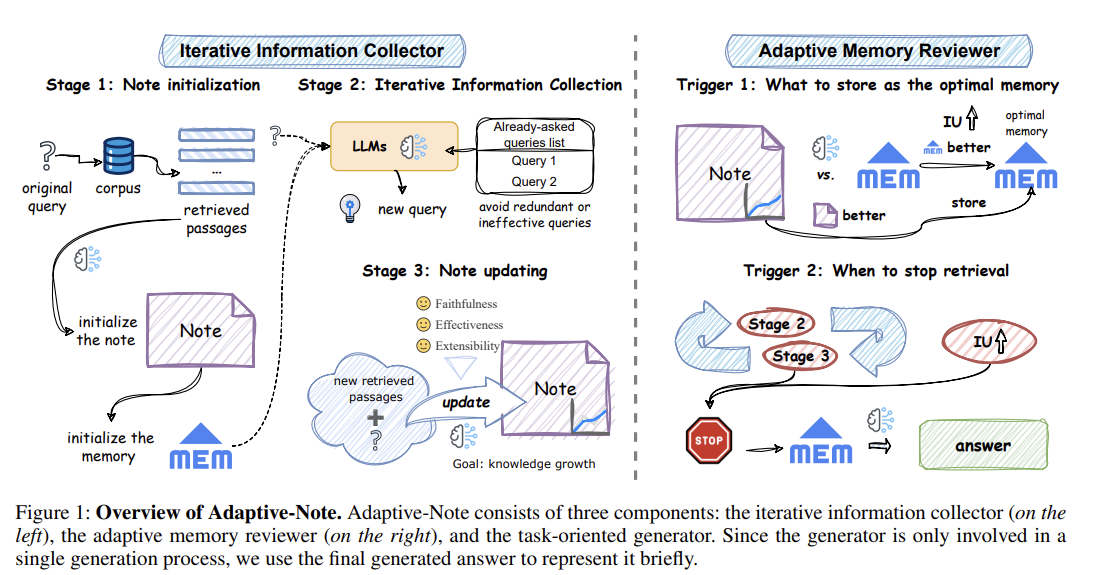 Iterative Information Collector
Stage 1: Note initialization
Stage 2: Iterative Information Collection
?
original
query
corpus
...
retrieved
passages
initialize
the note
Note
initialize the
memory
MEM
?
LLMs
Already-asked
queries list
Query 1
Query 2
new query
avoid redundant or
ineffective queries
Stage 3: Note updating
Faithfulness
Effectiveness
Extensibility
new retrieved
passages
+
?
update
Note
Goal: knowledge growth
Adaptive Memory Reviewer
Trigger 1: What to store as the optimal memory
Note
vs.
MEM
IU
MEM better
optimal
memory
MEM
better
store
Trigger 2: When to stop retrieval
Stage 2
Stage 3
IU
STOP
MEM
answer
Figure 1: Overview of Adaptive-Note. Adaptive-Note consists of three components: the iterative information collector (on the
left), the adaptive memory reviewer (on the right), and the task-oriented generator. Since the generator is only involved in a
single generation process, we use the final generated answer to represent it briefly.